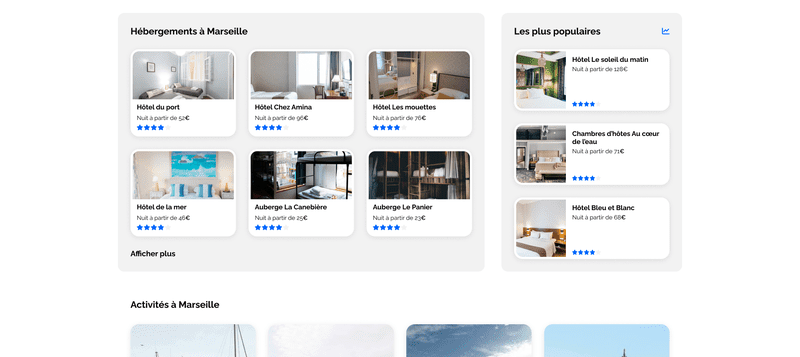 Hébergements à Marseille
Hôtel du port
Nuit à partir de 52€
Hôtel Chez Amina
Nuit à partir de 96€
Hôtel Les mouettes
Nuit à partir de 76€
Hôtel de la mer
Nuit à partir de 46€
Auberge La Canebière
Nuit à partir de 25€
Auberge Le Panier
Nuit à partir de 23€
Afficher plus
Les plus populaires
Hôtel Le soleil du matin
Nuit à partir de 128€
Chambres d'hôtes Au cœur
de l'eau
Nuit à partir de 71€
Hôtel Bleu et Blanc
Nuit à partir de 68€
Activités à Marseille